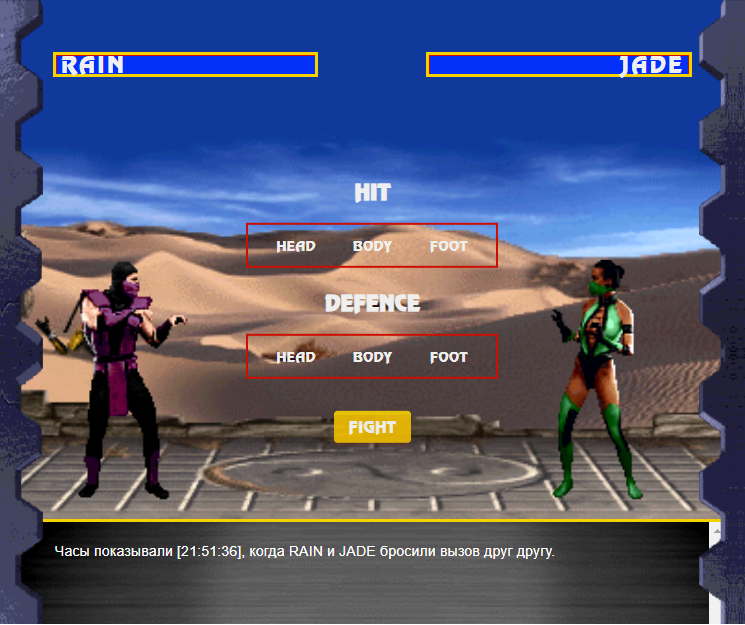 RAIN JADE
HIT
HEAD BODY FOOT
DEFENCE
HEAD BODY FOOT
FIGHT
Часы показывали [21:51:36], когда RAIN и JADE бросили вызов друг другу.